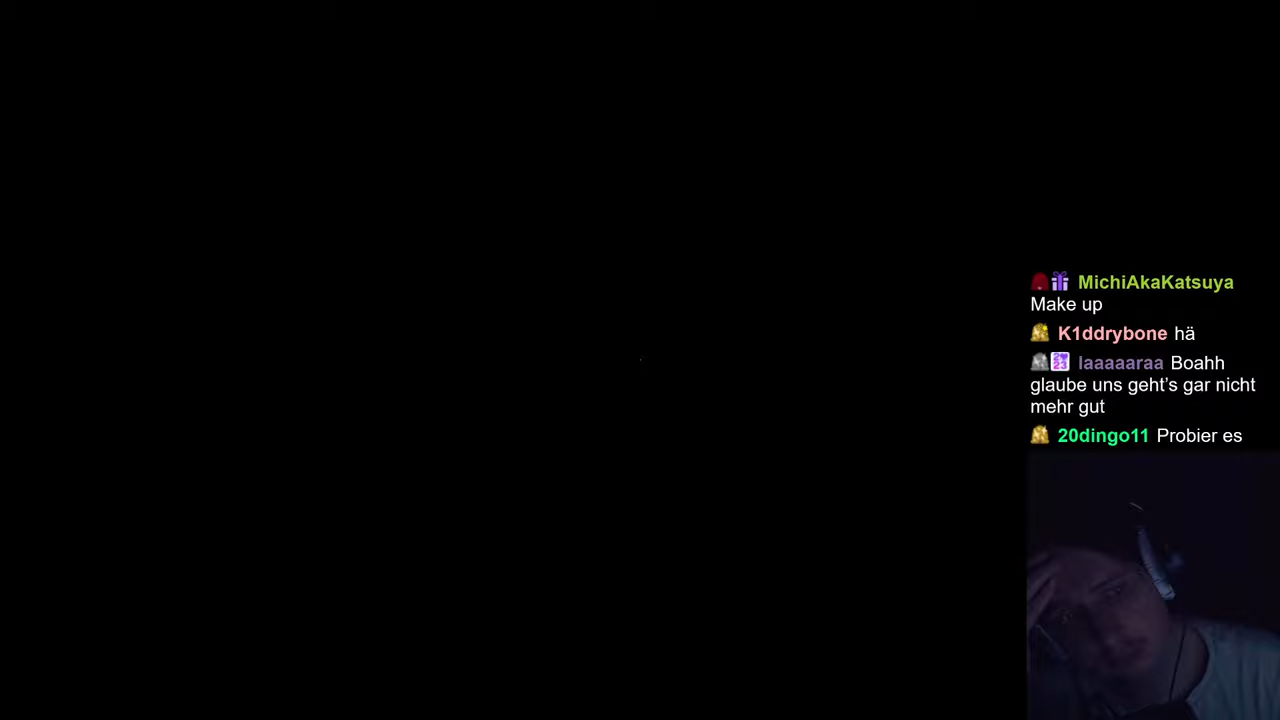 MichiAkaKatsuya
Make up
K1ddrybone hä
laaaaaraa Boahh
glaube uns geht's gar nicht
mehr gut
20dingo11 Probier es